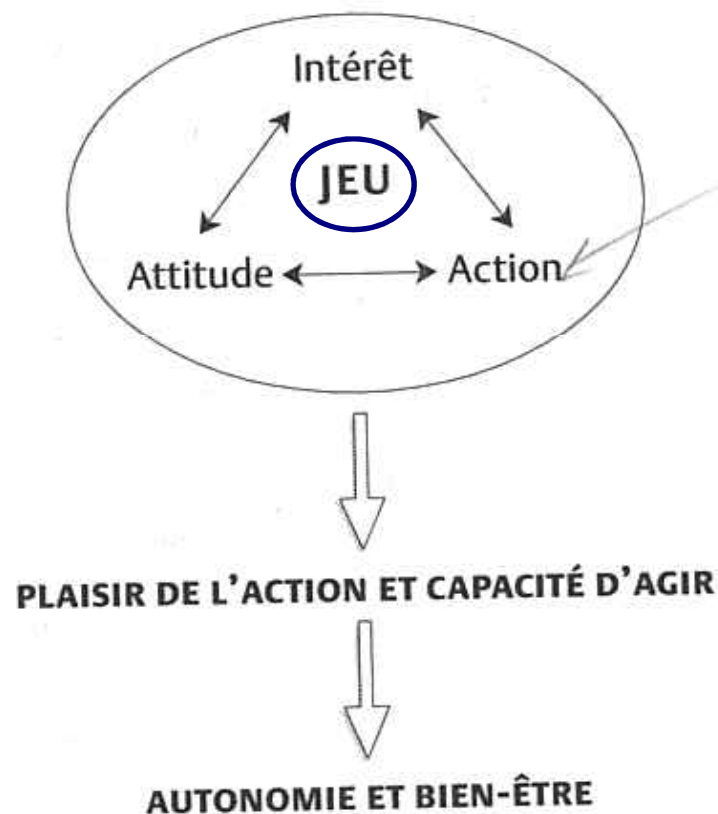 Intérêt
JEU
Attitude Action
PLAISIR DE L'ACTION ET CAPACITÉ D'AGIR
AUTONOMIE ET BIEN-ÊTRE